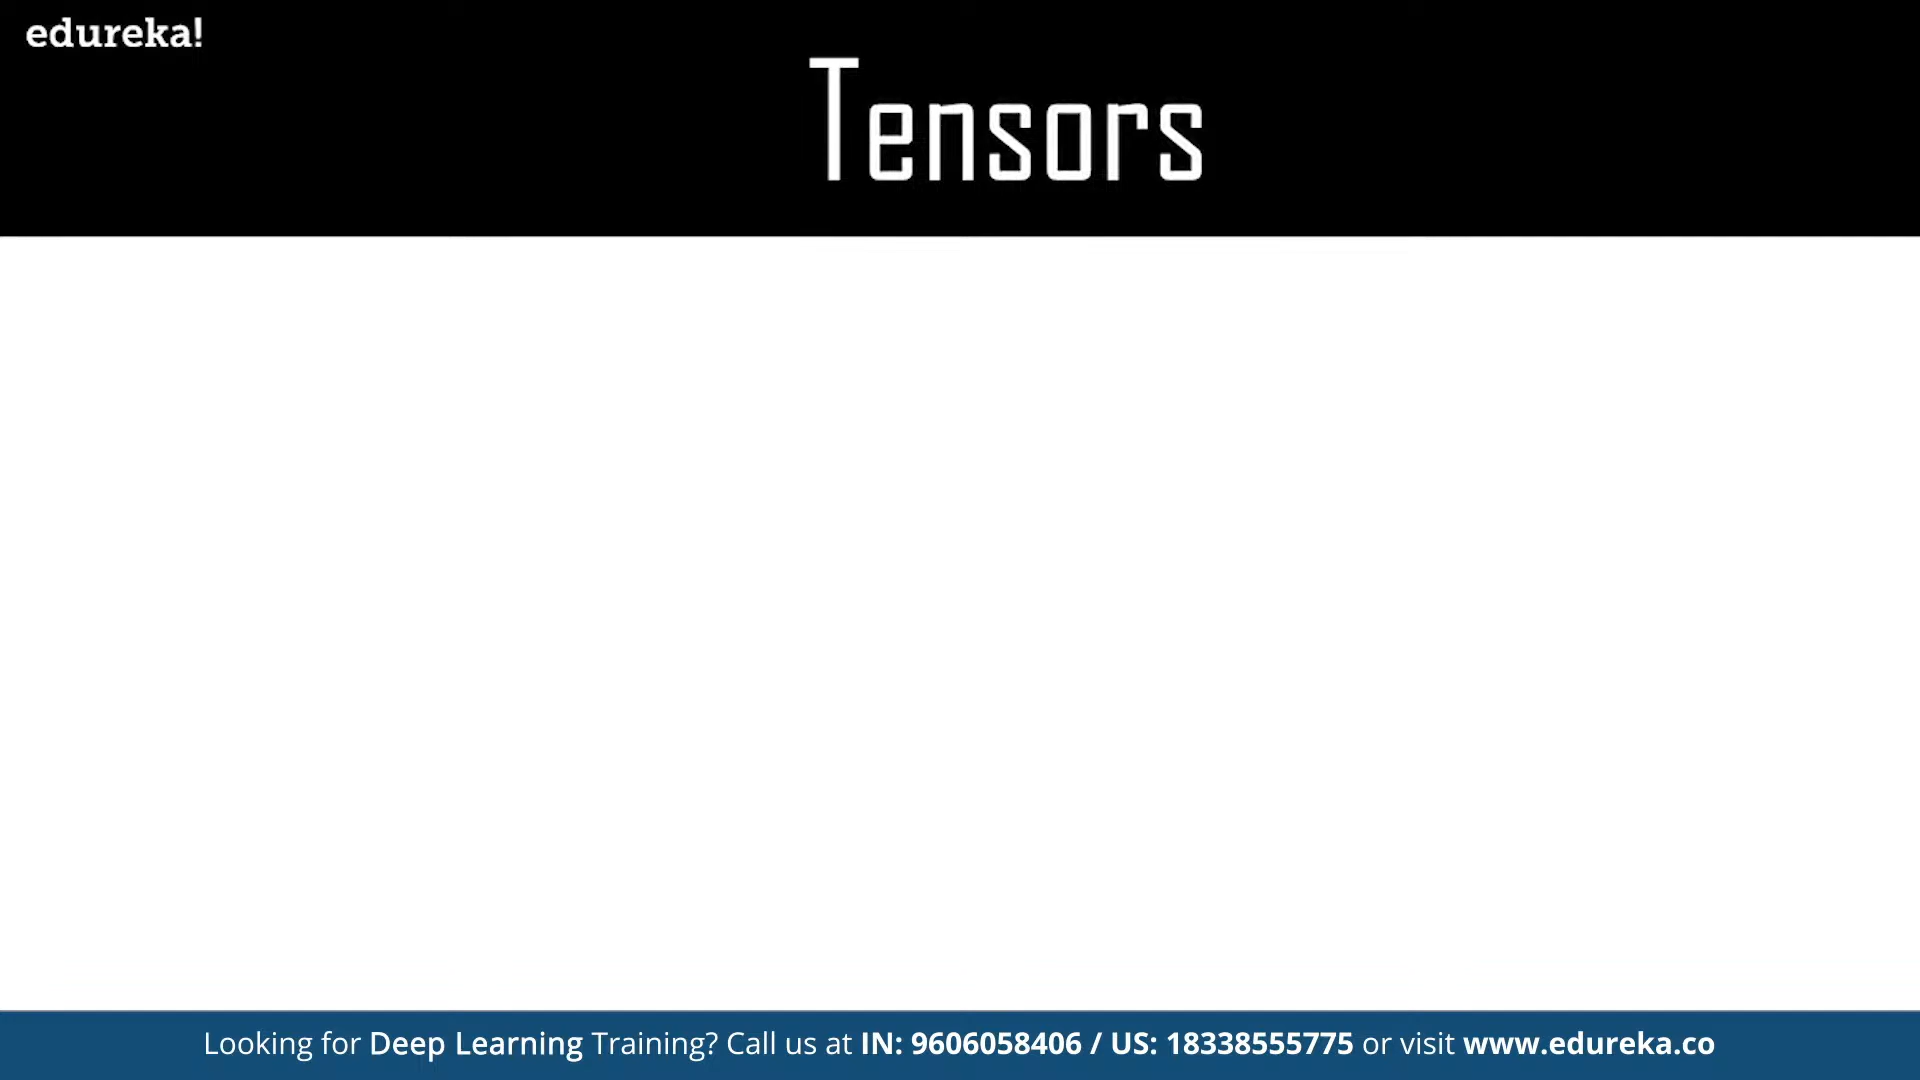 edureka!
Tensors
Looking for Deep Learning Training? Call us at IN: 9606058406 / US: 18338555775 or visit www.edureka.co